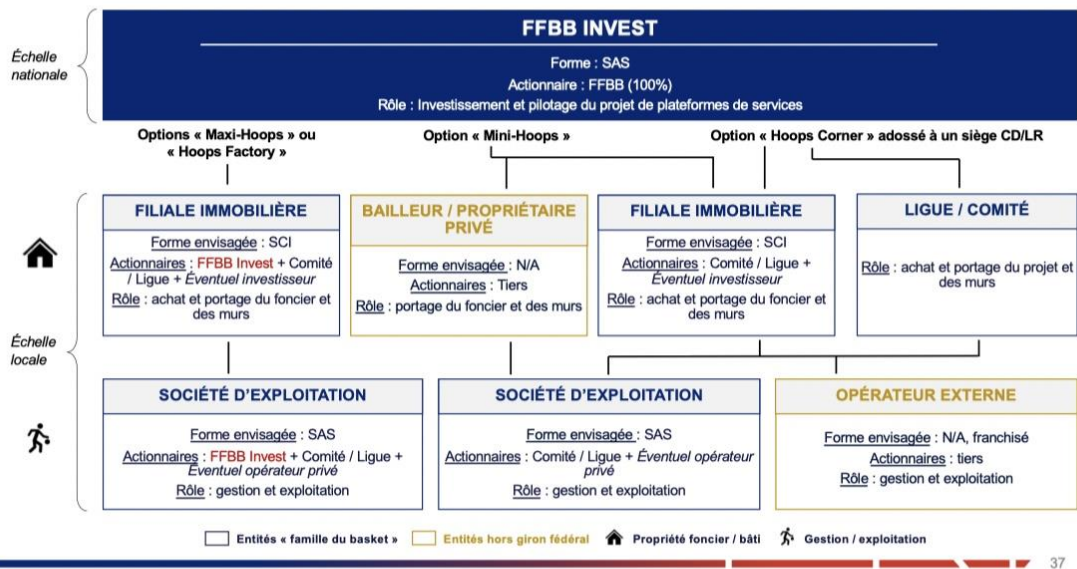 FFBB INVEST
Échelle
nationale
Forme : SAS
Actionnaire : FFBB (100%)
Rôle : Investissement et pilotage du projet de plateformes de services
Options « Maxi-Hoops » ou
« Hoops Factory »
Option « Mini-Hoops »
Option « Hoops Corner » adossé à un siège CD/LR
Échelle
locale
FILIALE IMMOBILIÈRE
Forme envisagée : SCI
Actionnaires : FFBB Invest + Comité
/ Ligue + Éventuel investisseur
Rôle : achat et portage du foncier et
des murs
BAILLEUR / PROPRIÉTAIRE
PRIVÉ
Forme envisagée : N/A
Actionnaires : Tiers
Rôle : portage du foncier et des murs
FILIALE IMMOBILIÈRE
Forme envisagée : SCI
Actionnaires : Comité / Ligue +
Éventuel investisseur
Rôle : achat et portage du foncier et
des murs
LIGUE / COMITÉ
Rôle : achat et portage du projet et
des murs
SOCIÉTÉ D’EXPLOITATION
Forme envisagée : SAS
Actionnaires : FFBB Invest + Comité / Ligue +
Éventuel opérateur privé
Rôle : gestion et exploitation
SOCIÉTÉ D’EXPLOITATION
Forme envisagée : SAS
Actionnaires : Comité / Ligue + Éventuel opérateur
privé
Rôle : gestion et exploitation
OPÉRATEUR EXTERNE
Forme envisagée : N/A, franchisé
Actionnaires : tiers
Rôle : gestion et exploitation
Entités « famille du basket »
Entités hors giron fédéral
Propriété foncier / bâti
Gestion / exploitation
37